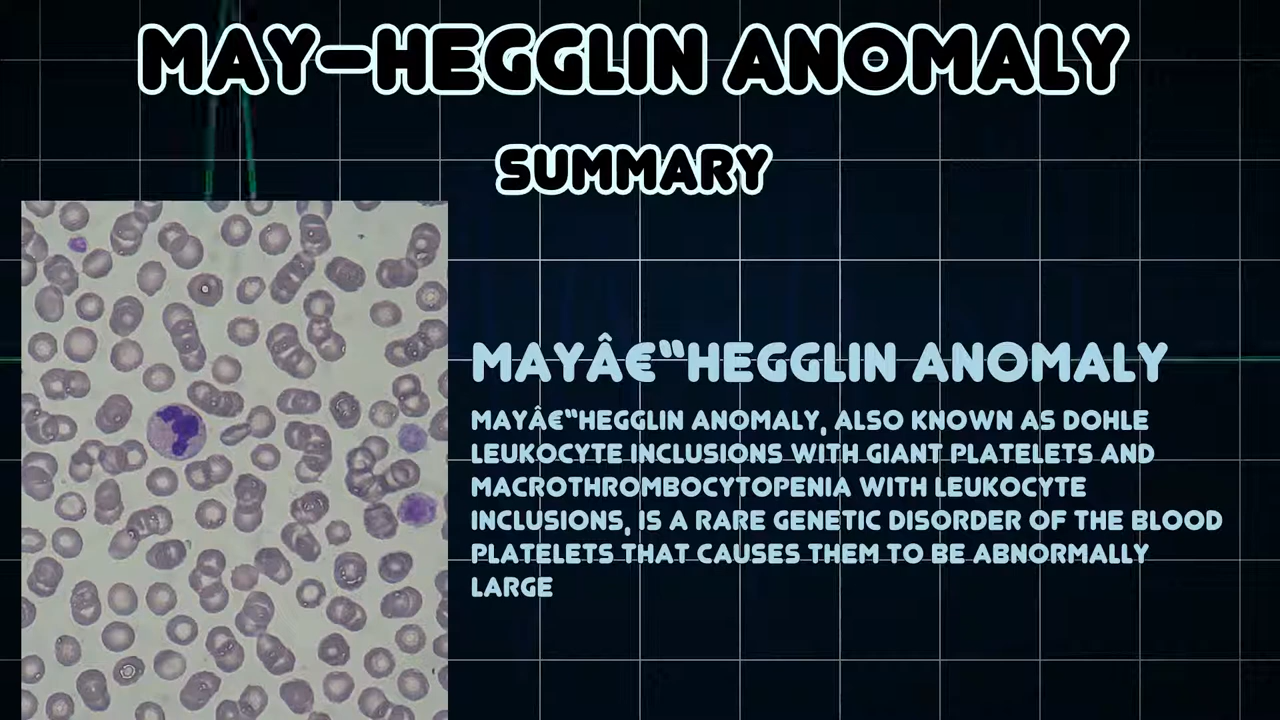 MAY–HEGGLIN ANOMALY
SUMMARY
MAYÂ€“HEGGLIN ANOMALY
MAYÂ€“HEGGLIN ANOMALY, ALSO KNOWN AS DOHLE
LEUKOCYTE INCLUSIONS WITH GIANT PLATELETS AND
MACROTHROMBOCYTOPENIA WITH LEUKOCYTE
INCLUSIONS, IS A RARE GENETIC DISORDER OF THE BLOOD
PLATELETS THAT CAUSES THEM TO BE ABNORMALLY
LARGE